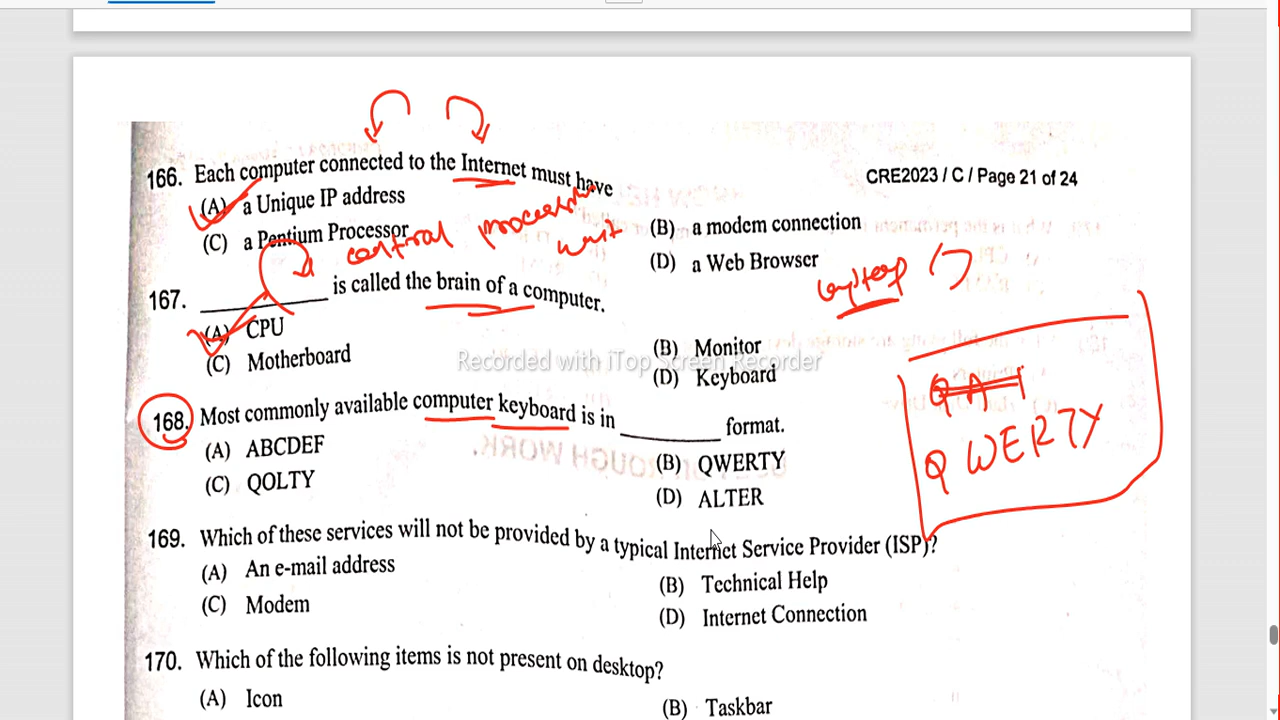 CRE2023 / C / Page 21 of 24
166. Each computer connected to the Internet must have
(A) a Unique IP address
(B) a modem connection
(C) a Pentium Processor
(D) a Web Browser
central processing unit
laptop
167. __________ is called the brain of a computer.
(A) CPU
(B) Monitor
(C) Motherboard
(D) Keyboard
Recorded with iTop Screen Recorder
168. Most commonly available computer keyboard is in __________ format.
(A) ABCDEF
(B) QWERTY
(C) QOLTY
(D) ALTER
QWERTY
169. Which of these services will not be provided by a typical Internet Service Provider (ISP)?
(A) An e-mail address
(B) Technical Help
(C) Modem
(D) Internet Connection
170. Which of the following items is not present on desktop?
(A) Icon
(B) Taskbar